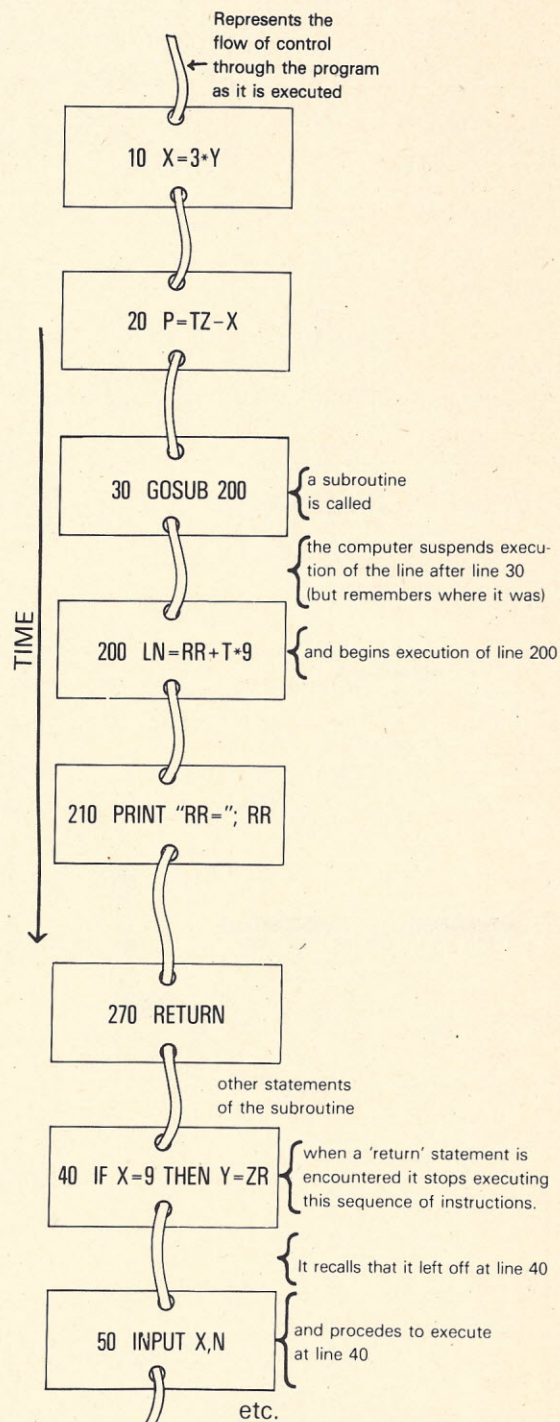 Represents the
flow of control
through the program
as it is executed
10 X=3*Y
20 P=TZ-X
30 GOSUB 200
a subroutine
is called
the computer suspends execu-
tion of the line after line 30
(but remembers where it was)
TIME
200 LN=RR+T*9
and begins execution of line 200
210 PRINT "RR="; RR
270 RETURN
other statements
of the subroutine
40 IF X=9 THEN Y=ZR
when a 'return' statement is
encountered it stops executing
this sequence of instructions.
It recalls that it left off at line 40
50 INPUT X,N
and procedes to execute
at line 40
etc.